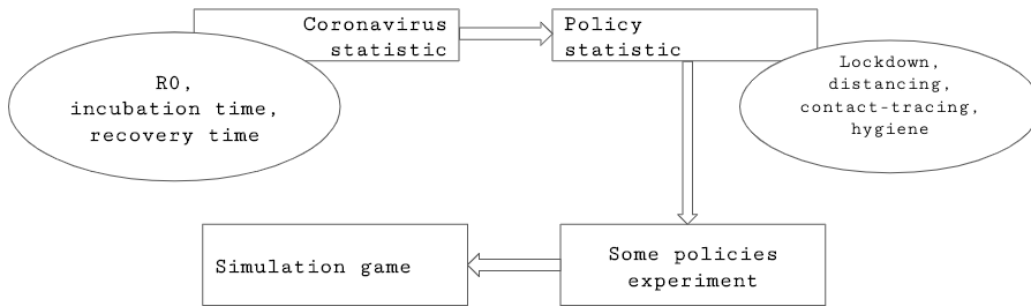 Coronavirus
statistic
Policy
statistic
R0,
incubation time,
recovery time
Lockdown,
distancing,
contact-tracing,
hygiene
Simulation game
Some policies
experiment